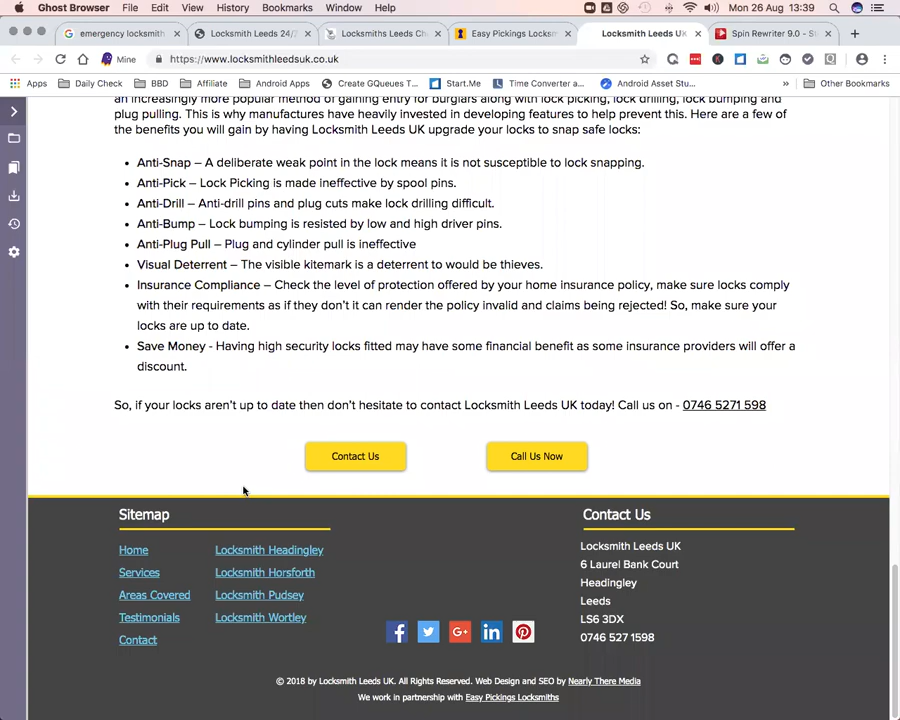 Ghost Browser File Edit View History Bookmarks Window Help Mon 26 Aug 13:39
emergency locksmith Locksmith Leeds 24/ Locksmiths Leeds Ch Easy Pickings Locksm Locksmith Leeds UK Spin Rewriter 9.0 - St
Mine https://www.locksmithleedsuk.co.uk
Apps Daily Check BBD Affiliate Android Apps Create GQueues T Start.Me Time Converter a... Android Asset Stu... » Other Bookmarks
an increasingly more popular method of gaining entry for burglars along with lock picking, lock drilling, lock bumping and
plug pulling. This is why manufactures have heavily invested in developing features to help prevent this. Here are a few of
the benefits you will gain by having Locksmith Leeds UK upgrade your locks to snap safe locks:
• Anti-Snap – A deliberate weak point in the lock means it is not susceptible to lock snapping.
• Anti-Pick – Lock Picking is made ineffective by spool pins.
• Anti-Drill – Anti-drill pins and plug cuts make lock drilling difficult.
• Anti-Bump – Lock bumping is resisted by low and high driver pins.
• Anti-Plug Pull – Plug and cylinder pull is ineffective
• Visual Deterrent – The visible kitemark is a deterrent to would be thieves.
• Insurance Compliance – Check the level of protection offered by your home insurance policy, make sure locks comply
with their requirements as if they don't it can render the policy invalid and claims being rejected! So, make sure your
locks are up to date.
• Save Money - Having high security locks fitted may have some financial benefit as some insurance providers will offer a
discount.
So, if your locks aren't up to date then don't hesitate to contact Locksmith Leeds UK today! Call us on - 0746 5271 598
Contact Us Call Us Now
Sitemap
Home Locksmith Headingley
Services Locksmith Horsforth
Areas Covered Locksmith Pudsey
Testimonials Locksmith Wortley
Contact
Contact Us
Locksmith Leeds UK
6 Laurel Bank Court
Headingley
Leeds
LS6 3DX
0746 527 1598
© 2018 by Locksmith Leeds UK. All Rights Reserved. Web Design and SEO by Nearly There Media
We work in partnership with Easy Pickings Locksmiths